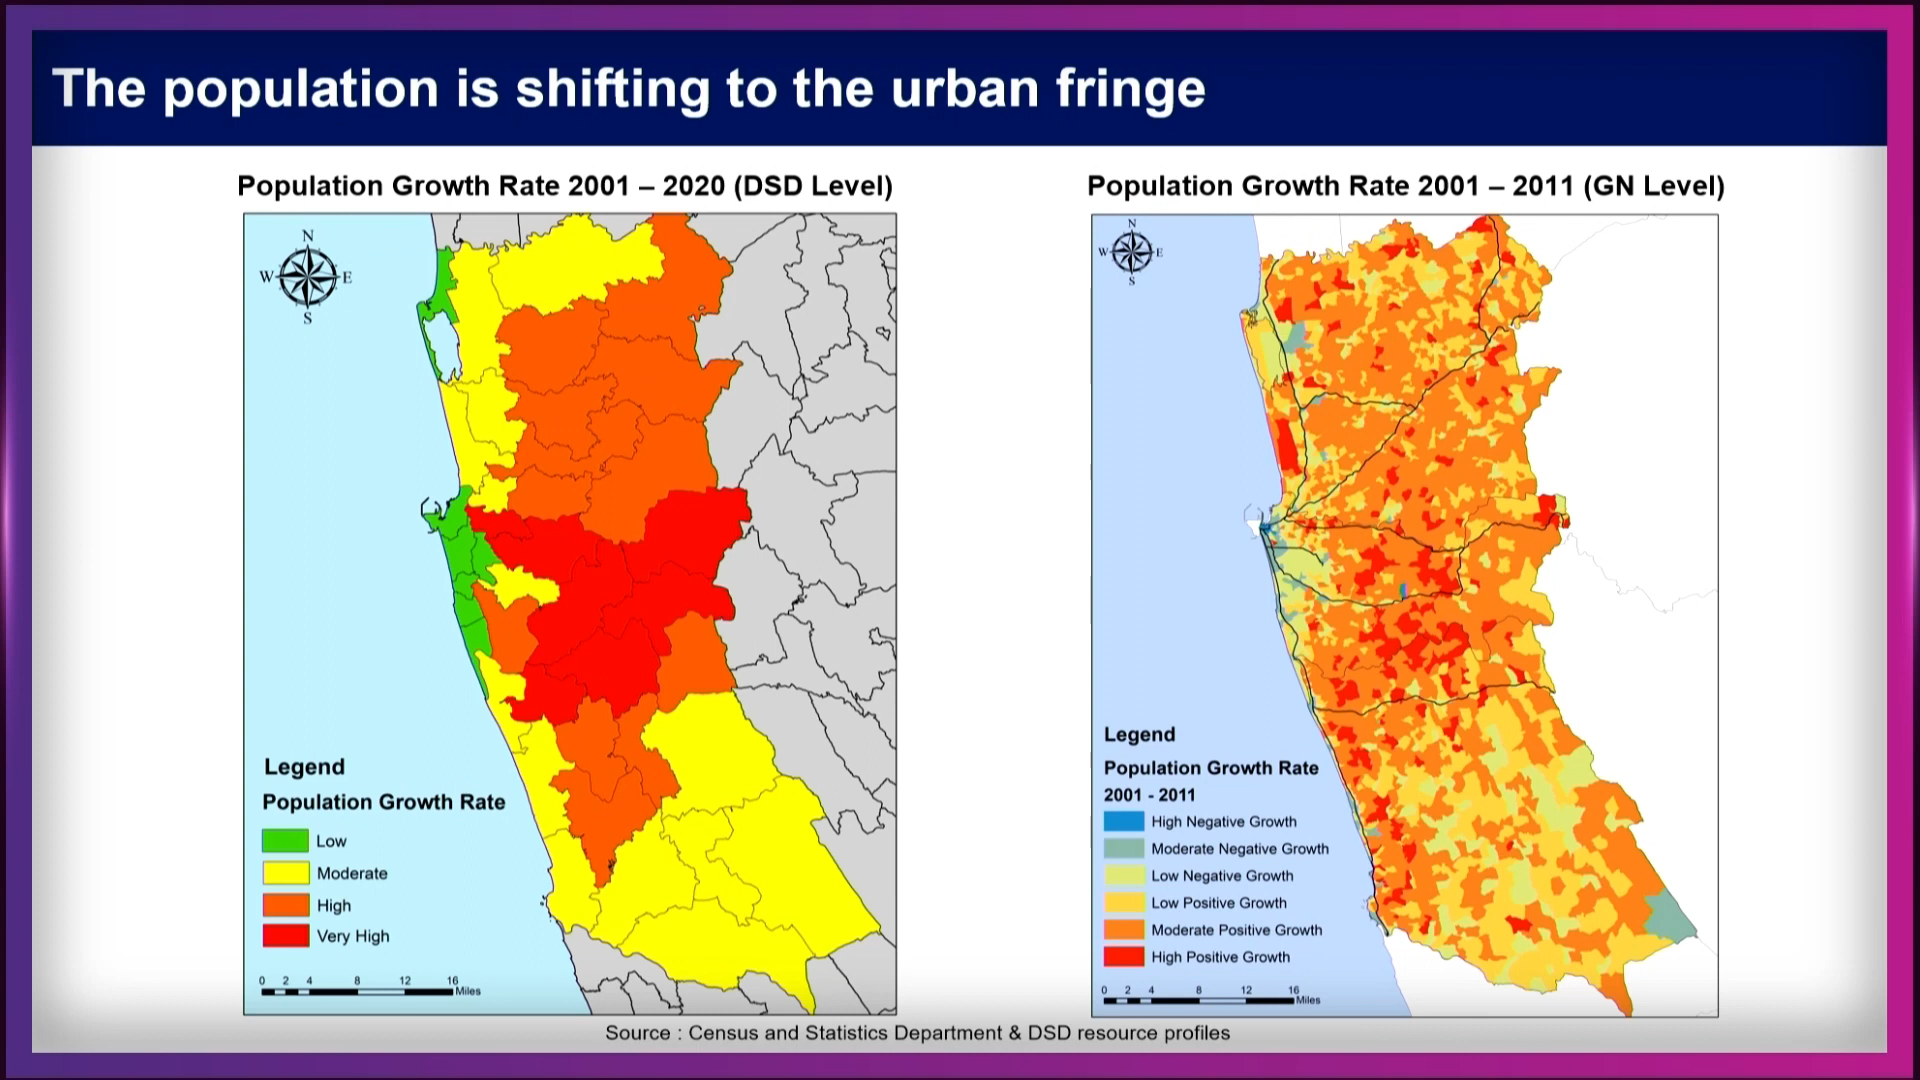 The population is shifting to the urban fringe
Population Growth Rate 2001 – 2020 (DSD Level)
N
W
E
S
Legend
Population Growth Rate
Low
Moderate
High
Very High
0 2 4 8 12 16
Miles
Population Growth Rate 2001 – 2011 (GN Level)
N
W
E
S
Legend
Population Growth Rate
2001 - 2011
High Negative Growth
Moderate Negative Growth
Low Negative Growth
Low Positive Growth
Moderate Positive Growth
High Positive Growth
0 2 4 8 12 16
Miles
Source : Census and Statistics Department & DSD resource profiles